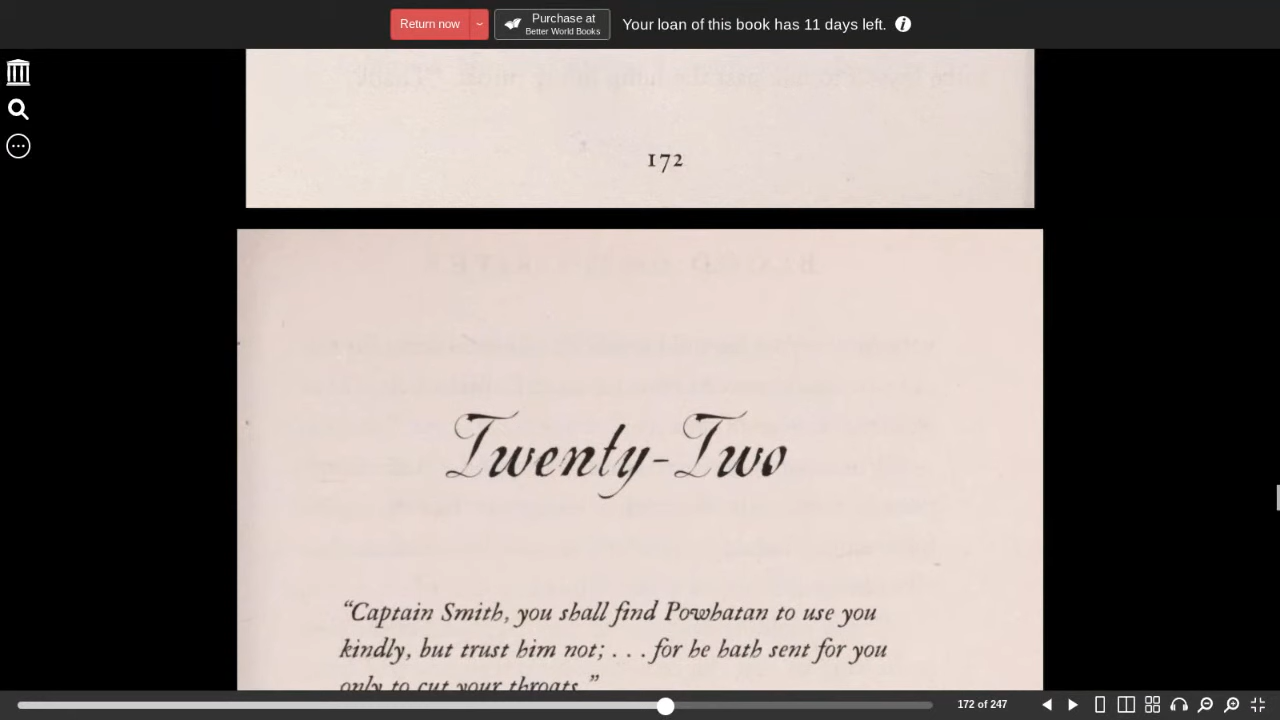 Return now
Purchase at
Better World Books
Your loan of this book has 11 days left.
172
Twenty-Two
“Captain Smith, you shall find Powhatan to use you
kindly, but trust him not; . . . for he hath sent for you
only to cut your throats.”
172 of 247